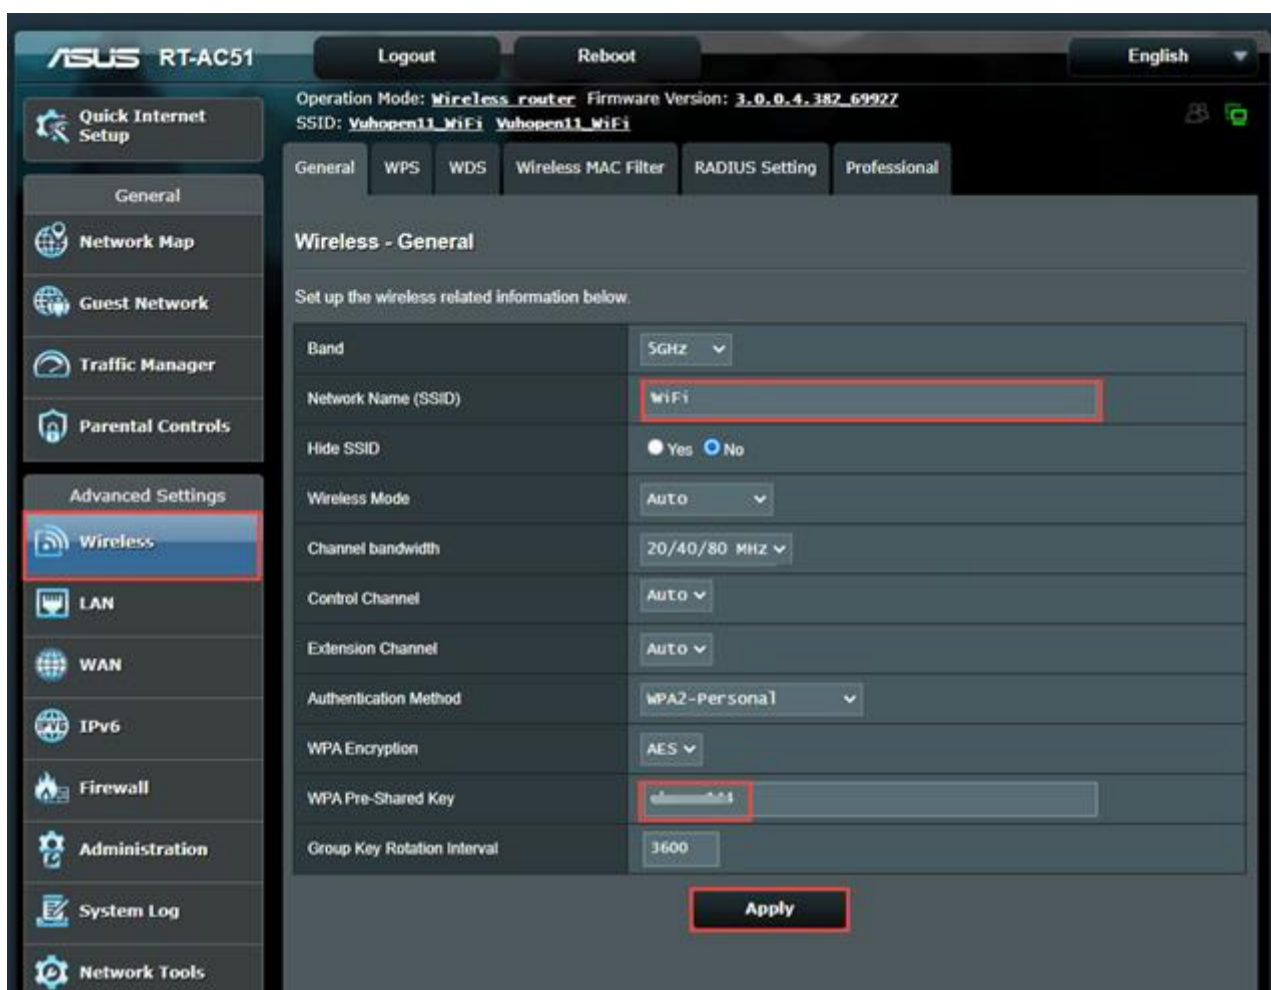 ASUS RT-AC51 Logout Reboot English
Quick Internet Setup
General
Network Map
Guest Network
Traffic Manager
Parental Controls
Advanced Settings
Wireless
LAN
WAN
IPv6
Firewall
Administration
System Log
Network Tools
Operation Mode: Wireless router Firmware Version: 3.0.0.4.382_69927
SSID: Vuhopen11_WiFi Vuhopen11_WiFi
General WPS WDS Wireless MAC Filter RADIUS Setting Professional
Wireless - General
Set up the wireless related information below.
Band 5GHz
Network Name (SSID) WiFi
Hide SSID Yes No
Wireless Mode Auto
Channel bandwidth 20/40/80 MHz
Control Channel Auto
Extension Channel Auto
Authentication Method WPA2-Personal
WPA Encryption AES
WPA Pre-Shared Key
Group Key Rotation Interval 3600
Apply